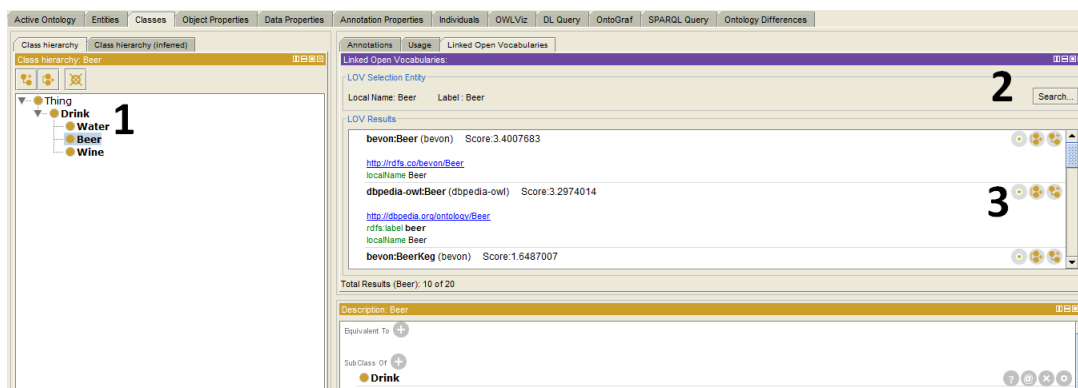 Active Ontology Entities Classes Object Properties Data Properties Annotation Properties Individuals OWLViz DL Query OntoGraf SPARQL Query Ontology Differences
Class hierarchy Class hierarchy (inferred)
Class hierarchy: Beer
Thing
Drink
Water
Beer
Wine
1
Annotations Usage Linked Open Vocabularies
Linked Open Vocabularies:
LOV Selection Entity
Local Name: Beer Label : Beer
2
Search...
LOV Results
bevon:Beer (bevon) Score:3.4007683
http://rdfs.co/bevon/Beer
localName Beer
dbpedia-owl:Beer (dbpedia-owl) Score:3.2974014
3
http://dbpedia.org/ontology/Beer
rdfs:label beer
localName Beer
bevon:BeerKeg (bevon) Score:1.6487007
Total Results (Beer): 10 of 20
Description: Beer
Equivalent To +
SubClass Of +
Drink
? @ X O